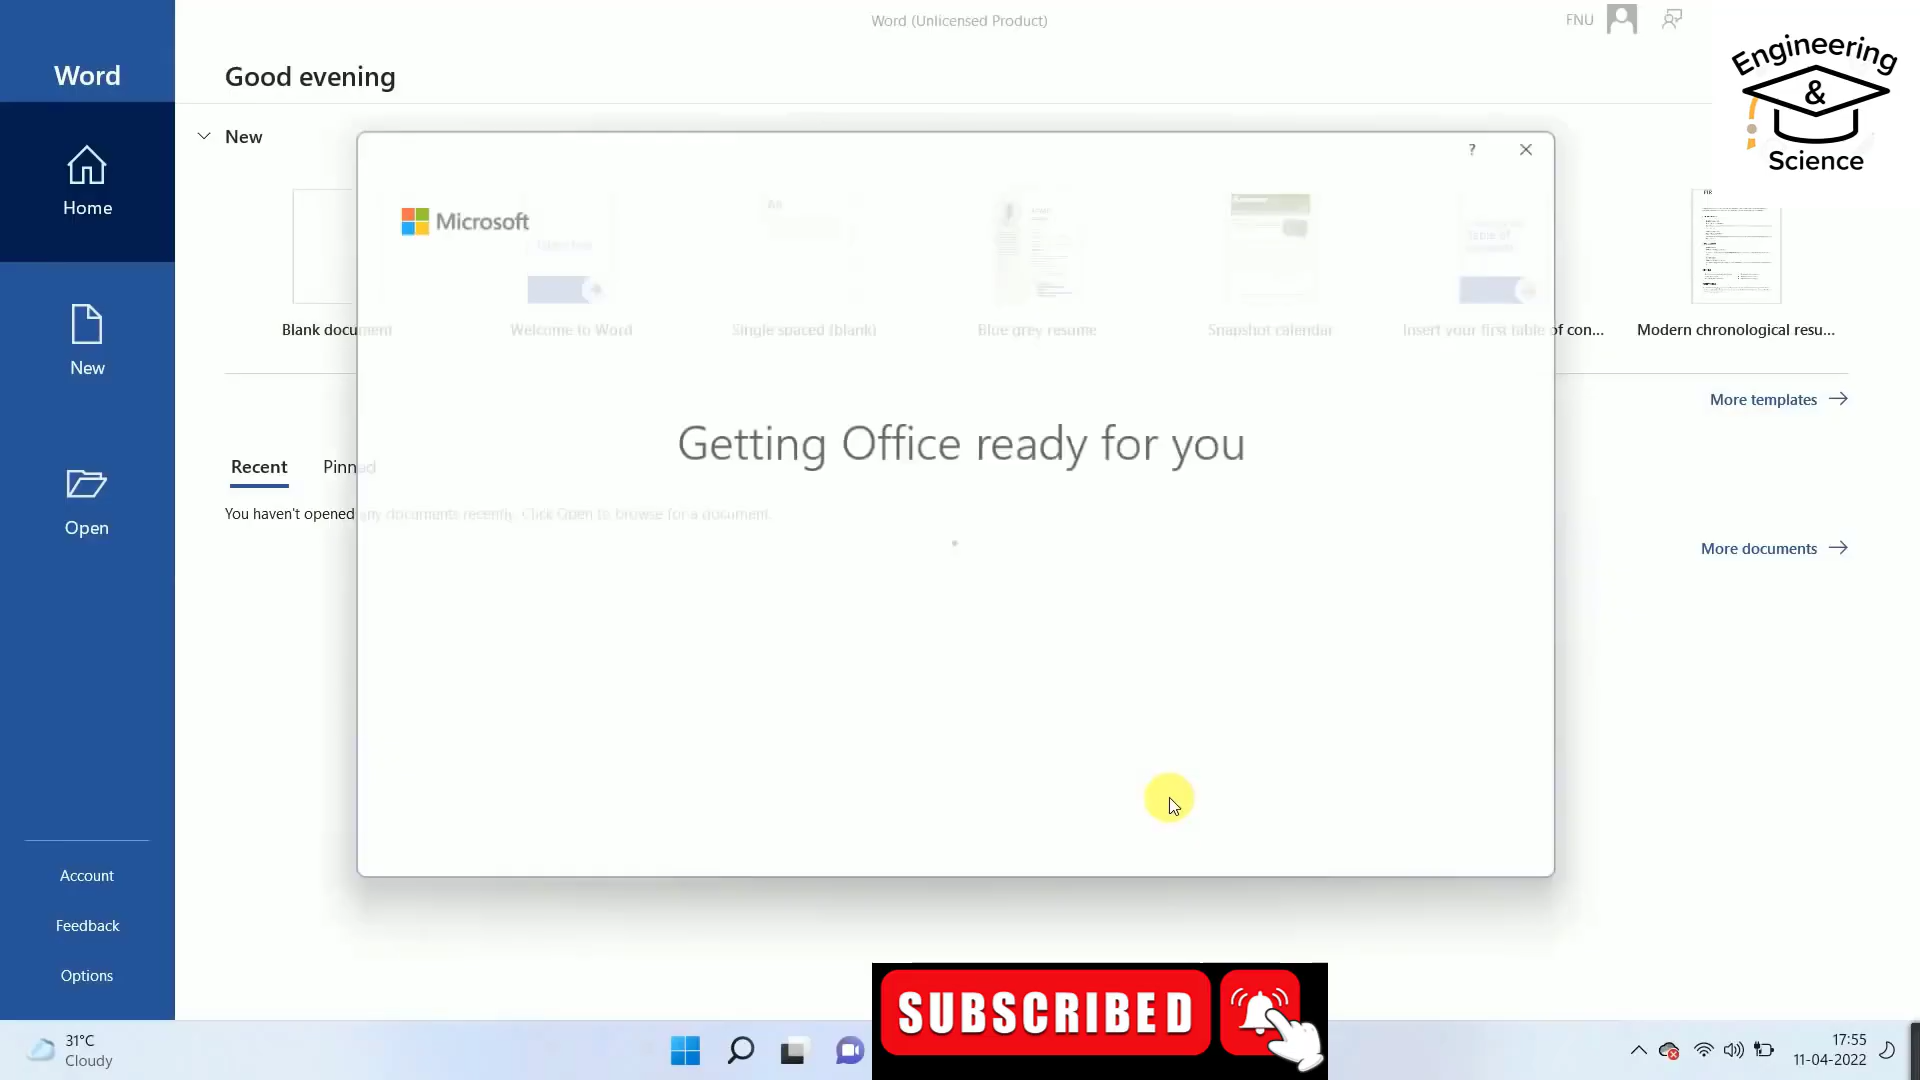 Word (Unlicensed Product)
FNU
Word
Good evening
Engineering
&
Science
New
Home
Microsoft
Blank document
Welcome to Word
Single spaced (blank)
Blue grey resume
Snapshot calendar
Insert your first table of con...
Modern chronological resu...
New
More templates
Getting Office ready for you
Recent
Pinned
You haven't opened any documents recently. Click Open to browse for a document.
Open
More documents
Account
Feedback
Options
SUBSCRIBED
31°C
Cloudy
17:55
11-04-2022